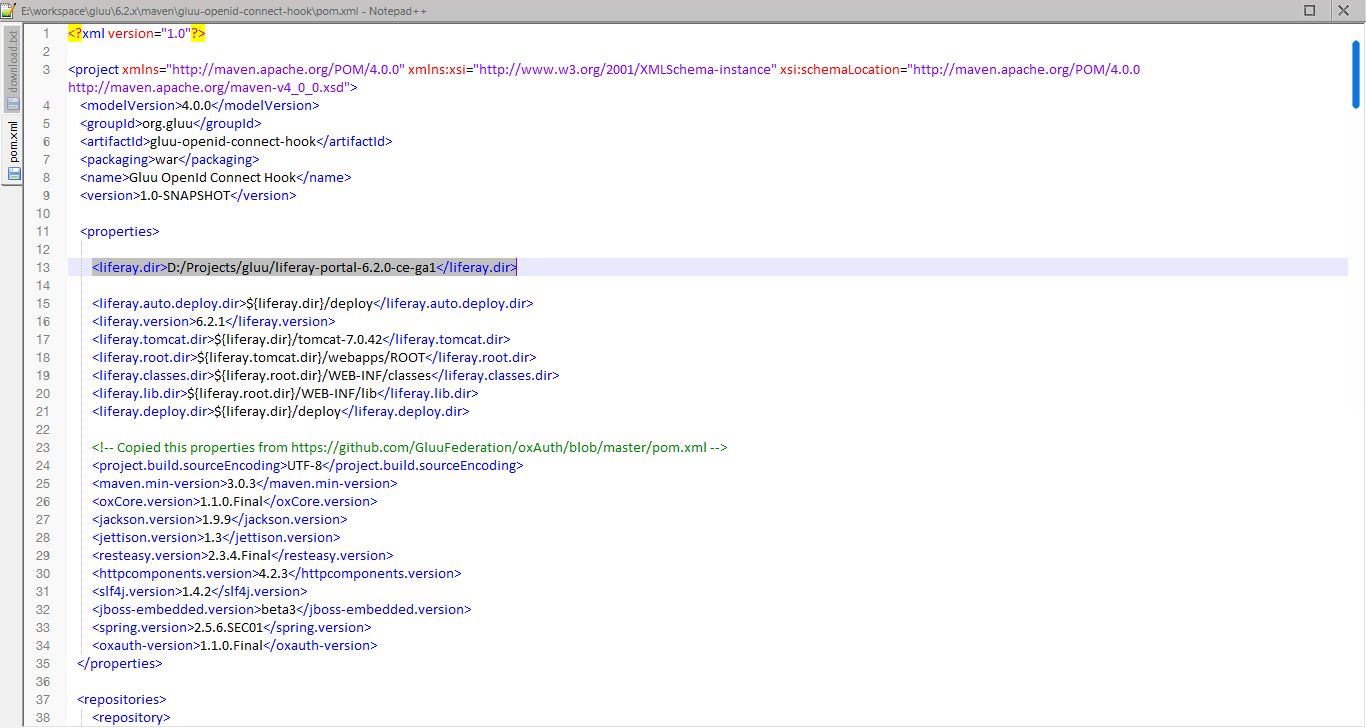 E:\workspace\gluu\6.2.x\maven\gluu-openid-connect-hook\pom.xml - Notepad++
download.txt
pom.xml
1 <?xml version="1.0"?>
2
3 <project xmlns="http://maven.apache.org/POM/4.0.0" xmlns:xsi="http://www.w3.org/2001/XMLSchema-instance" xsi:schemaLocation="http://maven.apache.org/POM/4.0.0
http://maven.apache.org/maven-v4_0_0.xsd">
4 <modelVersion>4.0.0</modelVersion>
5 <groupId>org.gluu</groupId>
6 <artifactId>gluu-openid-connect-hook</artifactId>
7 <packaging>war</packaging>
8 <name>Gluu OpenId Connect Hook</name>
9 <version>1.0-SNAPSHOT</version>
10
11 <properties>
12
13 <liferay.dir>D:/Projects/gluu/liferay-portal-6.2.0-ce-ga1</liferay.dir>
14
15 <liferay.auto.deploy.dir>${liferay.dir}/deploy</liferay.auto.deploy.dir>
16 <liferay.version>6.2.1</liferay.version>
17 <liferay.tomcat.dir>${liferay.dir}/tomcat-7.0.42</liferay.tomcat.dir>
18 <liferay.root.dir>${liferay.tomcat.dir}/webapps/ROOT</liferay.root.dir>
19 <liferay.classes.dir>${liferay.root.dir}/WEB-INF/classes</liferay.classes.dir>
20 <liferay.lib.dir>${liferay.root.dir}/WEB-INF/lib</liferay.lib.dir>
21 <liferay.deploy.dir>${liferay.dir}/deploy</liferay.deploy.dir>
22
23 <!-- Copied this properties from https://github.com/GluuFederation/oxAuth/blob/master/pom.xml -->
24 <project.build.sourceEncoding>UTF-8</project.build.sourceEncoding>
25 <maven.min-version>3.0.3</maven.min-version>
26 <oxCore.version>1.1.0.Final</oxCore.version>
27 <jackson.version>1.9.9</jackson.version>
28 <jettison.version>1.3</jettison.version>
29 <resteasy.version>2.3.4.Final</resteasy.version>
30 <httpcomponents.version>4.2.3</httpcomponents.version>
31 <slf4j.version>1.4.2</slf4j.version>
32 <jboss-embedded.version>beta3</jboss-embedded.version>
33 <spring.version>2.5.6.SEC01</spring.version>
34 <oxauth-version>1.1.0.Final</oxauth-version>
35 </properties>
36
37 <repositories>
38 <repository>